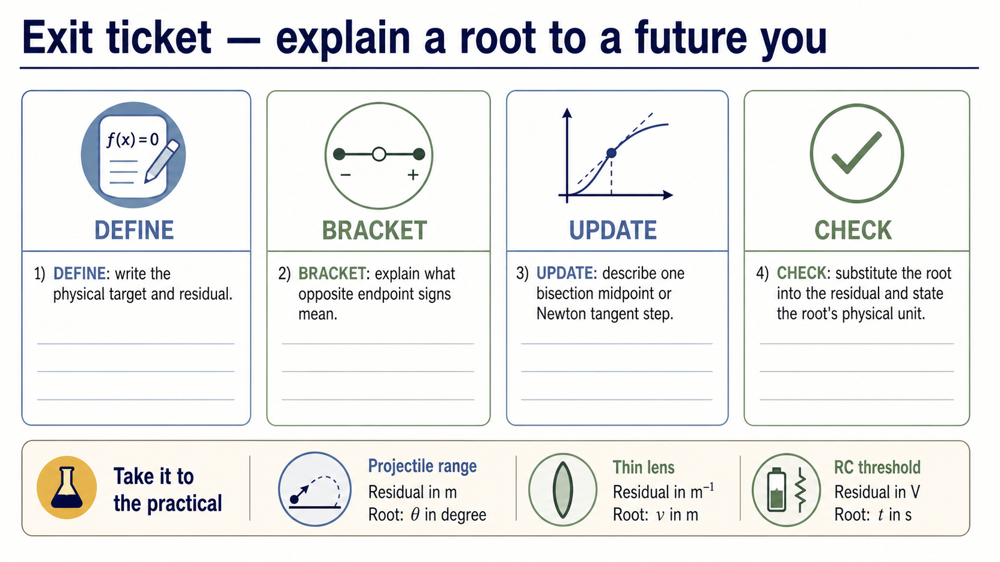 Exit ticket — explain a root to a future you
f(x) = 0
DEFINE
1) DEFINE: write the
physical target and residual.
− +
BRACKET
2) BRACKET: explain what
opposite endpoint signs
mean.
UPDATE
3) UPDATE: describe one
bisection midpoint or
Newton tangent step.
CHECK
4) CHECK: substitute the root
into the residual and state
the root’s physical unit.
Take it to
the practical
Projectile range
Residual in m
Root: θ in degree
Thin lens
Residual in m⁻¹
Root: v in m
RC threshold
Residual in V
Root: t in s